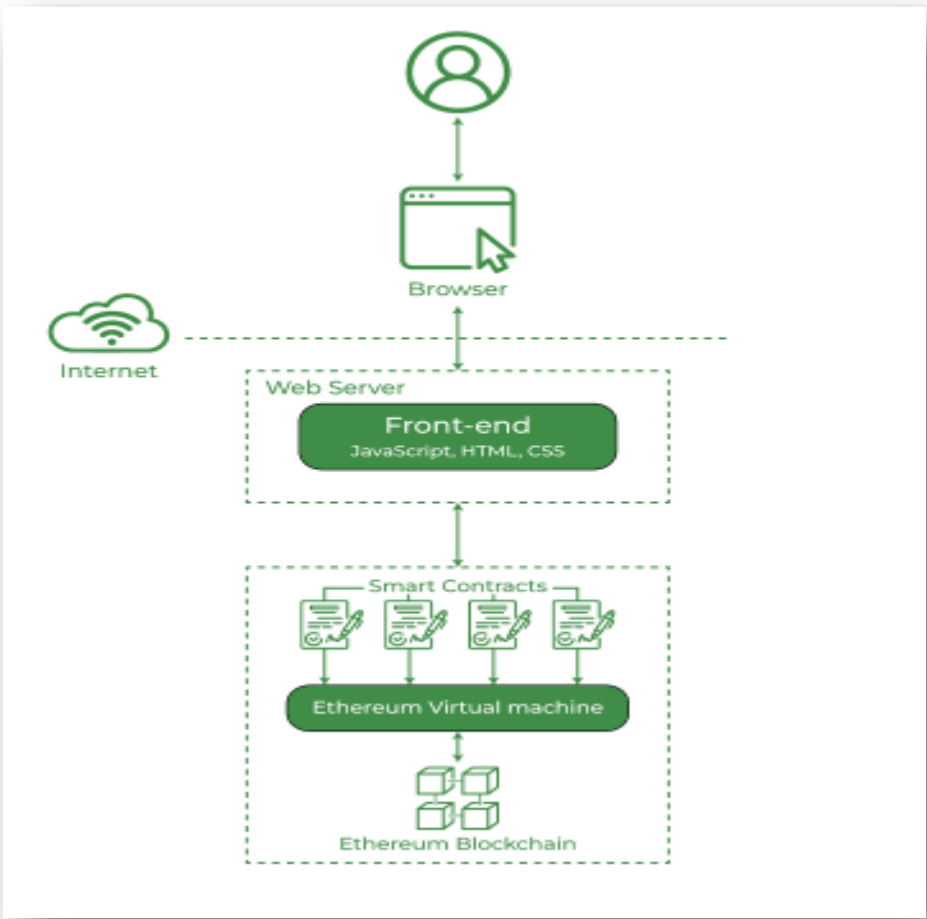 Browser
Internet
Web Server
Front-end
JavaScript, HTML, CSS
Smart Contracts
Ethereum Virtual machine
Ethereum Blockchain